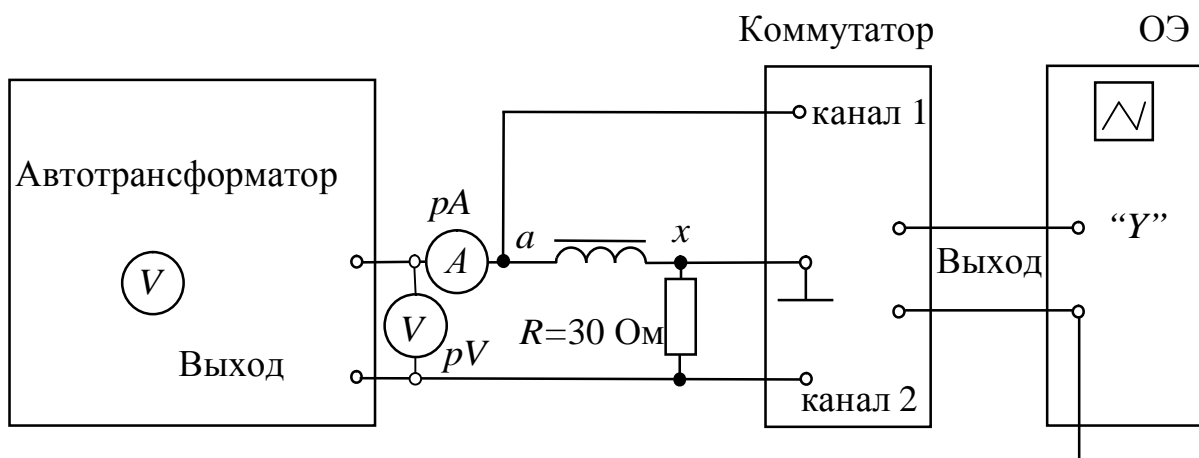 Коммутатор
ОЭ
канал 1
Автотрансформатор
pA
a
x
“Y”
A
V
Выход
V
R=30 Ом
pV
Выход
канал 2